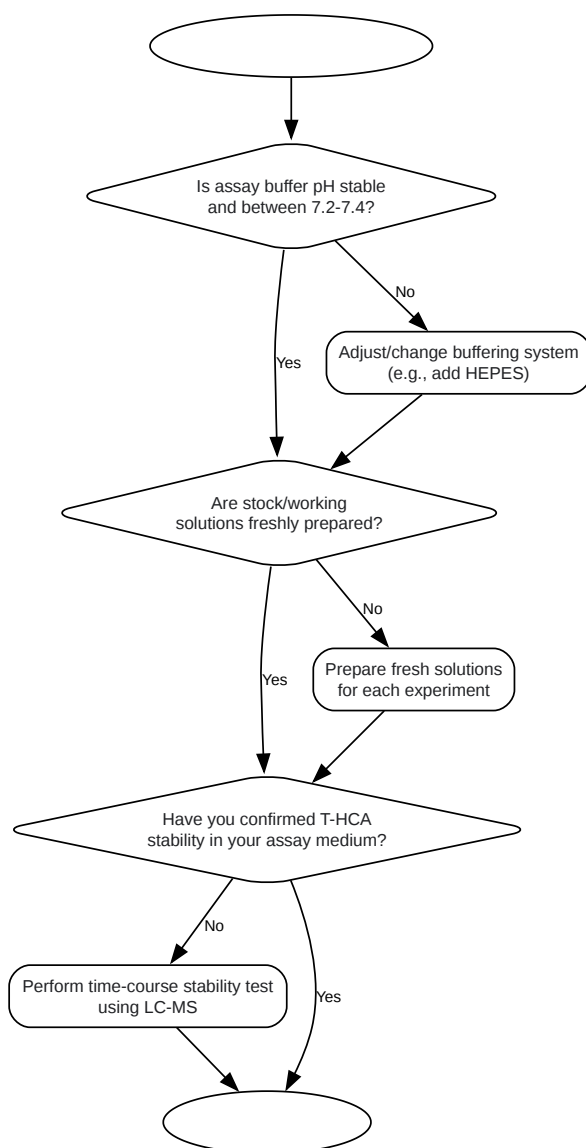 Is assay buffer pH stable
and between 7.2-7.4?
No
Yes
Adjust/change buffering system
(e.g., add HEPES)
Are stock/working
solutions freshly prepared?
No
Yes
Prepare fresh solutions
for each experiment
Have you confirmed T-HCA
stability in your assay medium?
No
Yes
Perform time-course stability test
using LC-MS